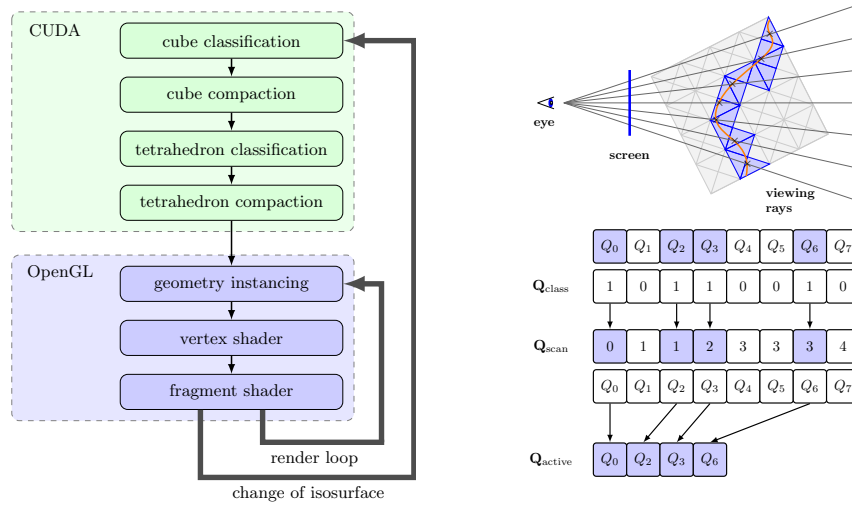 CUDA
cube classification
cube compaction
tetrahedron classification
tetrahedron compaction
OpenGL
geometry instancing
vertex shader
fragment shader
render loop
change of isosurface
eye
screen
viewing
rays
Q0 Q1 Q2 Q3 Q4 Q5 Q6 Q7
Qclass 1 0 1 1 0 0 1 0
Qscan 0 1 1 2 3 3 3 4
Q0 Q1 Q2 Q3 Q4 Q5 Q6 Q7
Qactive Q0 Q2 Q3 Q6